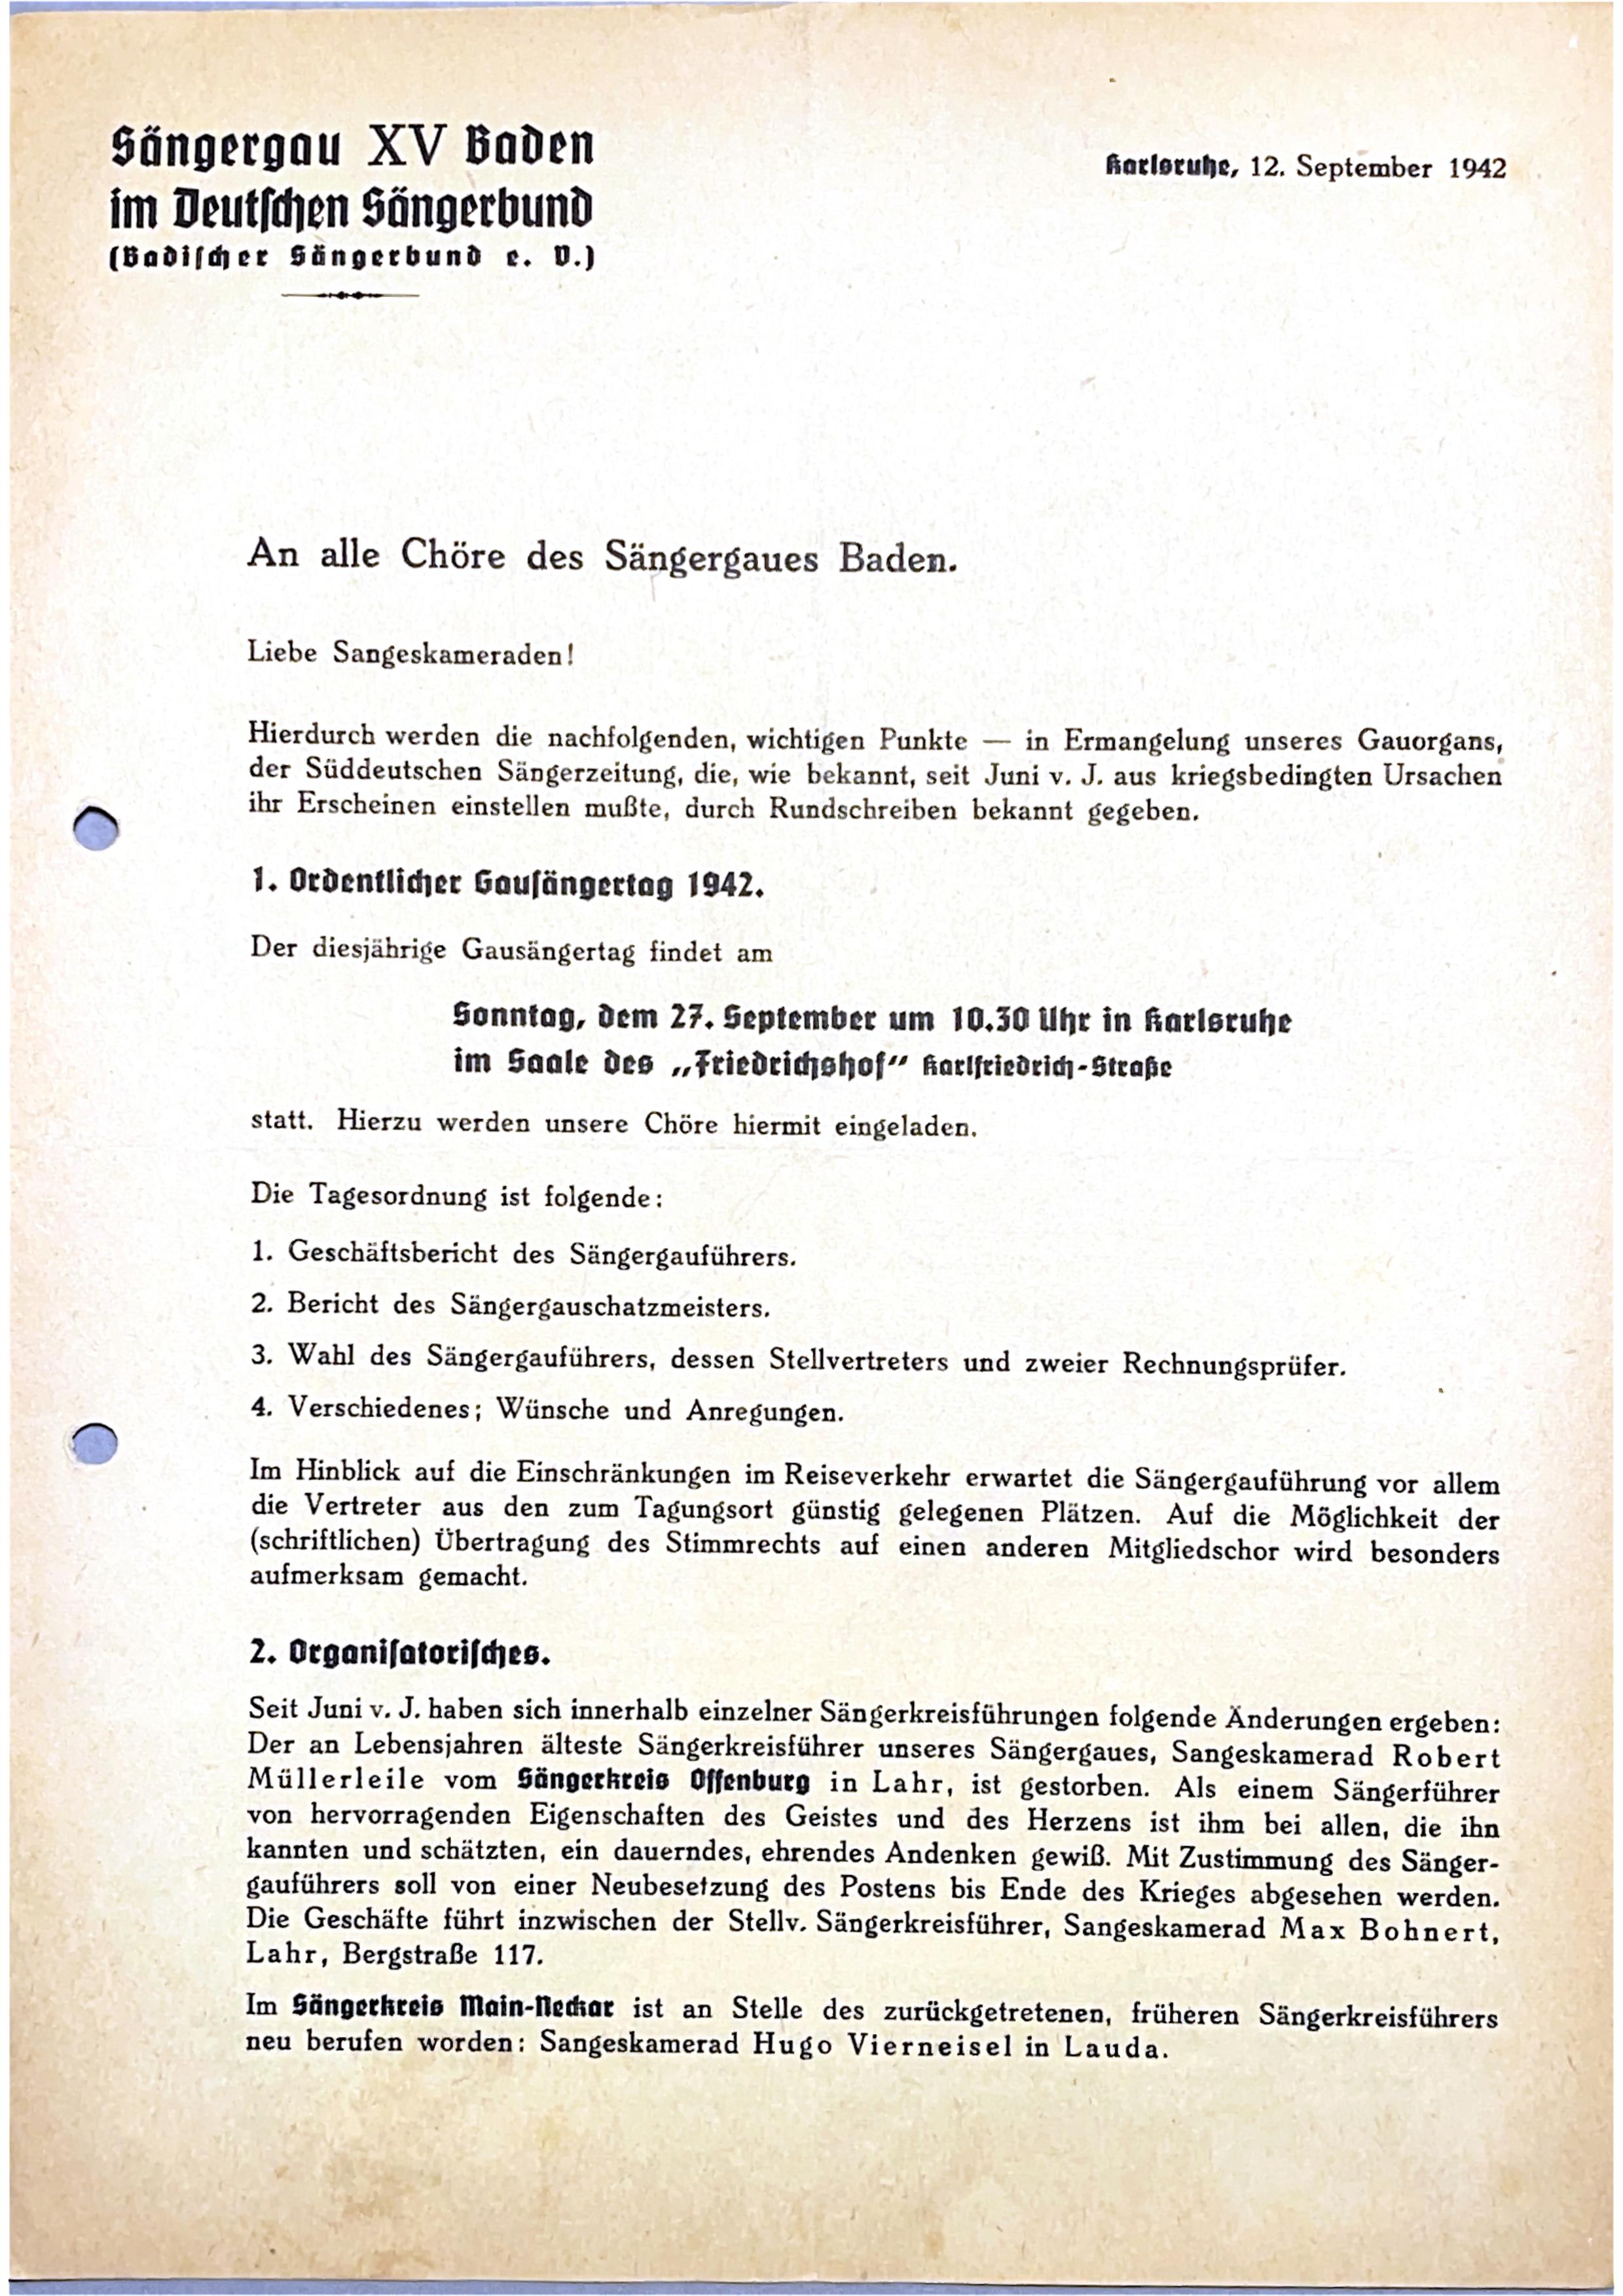 Sängergau XV Baden
im Deutschen Sängerbund
(Badischer Sängerbund e. V.)
Karlsruhe, 12. September 1942
An alle Chöre des Sängergaues Baden.
Liebe Sangeskameraden!
Hierdurch werden die nachfolgenden, wichtigen Punkte — in Ermangelung unseres Gauorgans,
der Süddeutschen Sängerzeitung, die, wie bekannt, seit Juni v. J. aus kriegsbedingten Ursachen
ihr Erscheinen einstellen mußte, durch Rundschreiben bekannt gegeben.
1. Ordentlicher Gausängertag 1942.
Der diesjährige Gausängertag findet am
Sonntag, dem 27. September um 10.30 Uhr in Karlsruhe
im Saale des „Friedrichshof“ Karlfriedrich-Straße
statt. Hierzu werden unsere Chöre hiermit eingeladen.
Die Tagesordnung ist folgende:
1. Geschäftsbericht des Sängergauführers.
2. Bericht des Sängergauschatzmeisters.
3. Wahl des Sängergauführers, dessen Stellvertreters und zweier Rechnungsprüfer.
4. Verschiedenes; Wünsche und Anregungen.
Im Hinblick auf die Einschränkungen im Reiseverkehr erwartet die Sängergauführung vor allem
die Vertreter aus den zum Tagungsort günstig gelegenen Plätzen. Auf die Möglichkeit der
(schriftlichen) Übertragung des Stimmrechts auf einen anderen Mitgliedschor wird besonders
aufmerksam gemacht.
2. Organisatorisches.
Seit Juni v. J. haben sich innerhalb einzelner Sängerkreisführungen folgende Änderungen ergeben:
Der an Lebensjahren älteste Sängerkreisführer unseres Sängergaues, Sangeskamerad Robert
Müllerleile vom Sängerkreis Offenburg in Lahr, ist gestorben. Als einem Sängerführer
von hervorragenden Eigenschaften des Geistes und des Herzens ist ihm bei allen, die ihn
kannten und schätzten, ein dauerndes, ehrendes Andenken gewiß. Mit Zustimmung des Sänger-
gauführers soll von einer Neubesetzung des Postens bis Ende des Krieges abgesehen werden.
Die Geschäfte führt inzwischen der Stellv. Sängerkreisführer, Sangeskamerad Max Bohnert,
Lahr, Bergstraße 117.
Im Sängerkreis Main-Neckar ist an Stelle des zurückgetretenen, früheren Sängerkreisführers
neu berufen worden: Sangeskamerad Hugo Vierneisel in Lauda.